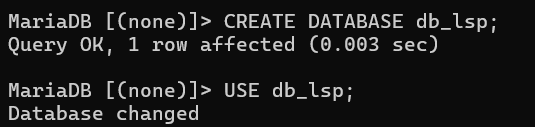 MariaDB [(none)]> CREATE DATABASE db_lsp;
Query OK, 1 row affected (0.003 sec)
MariaDB [(none)]> USE db_lsp;
Database changed